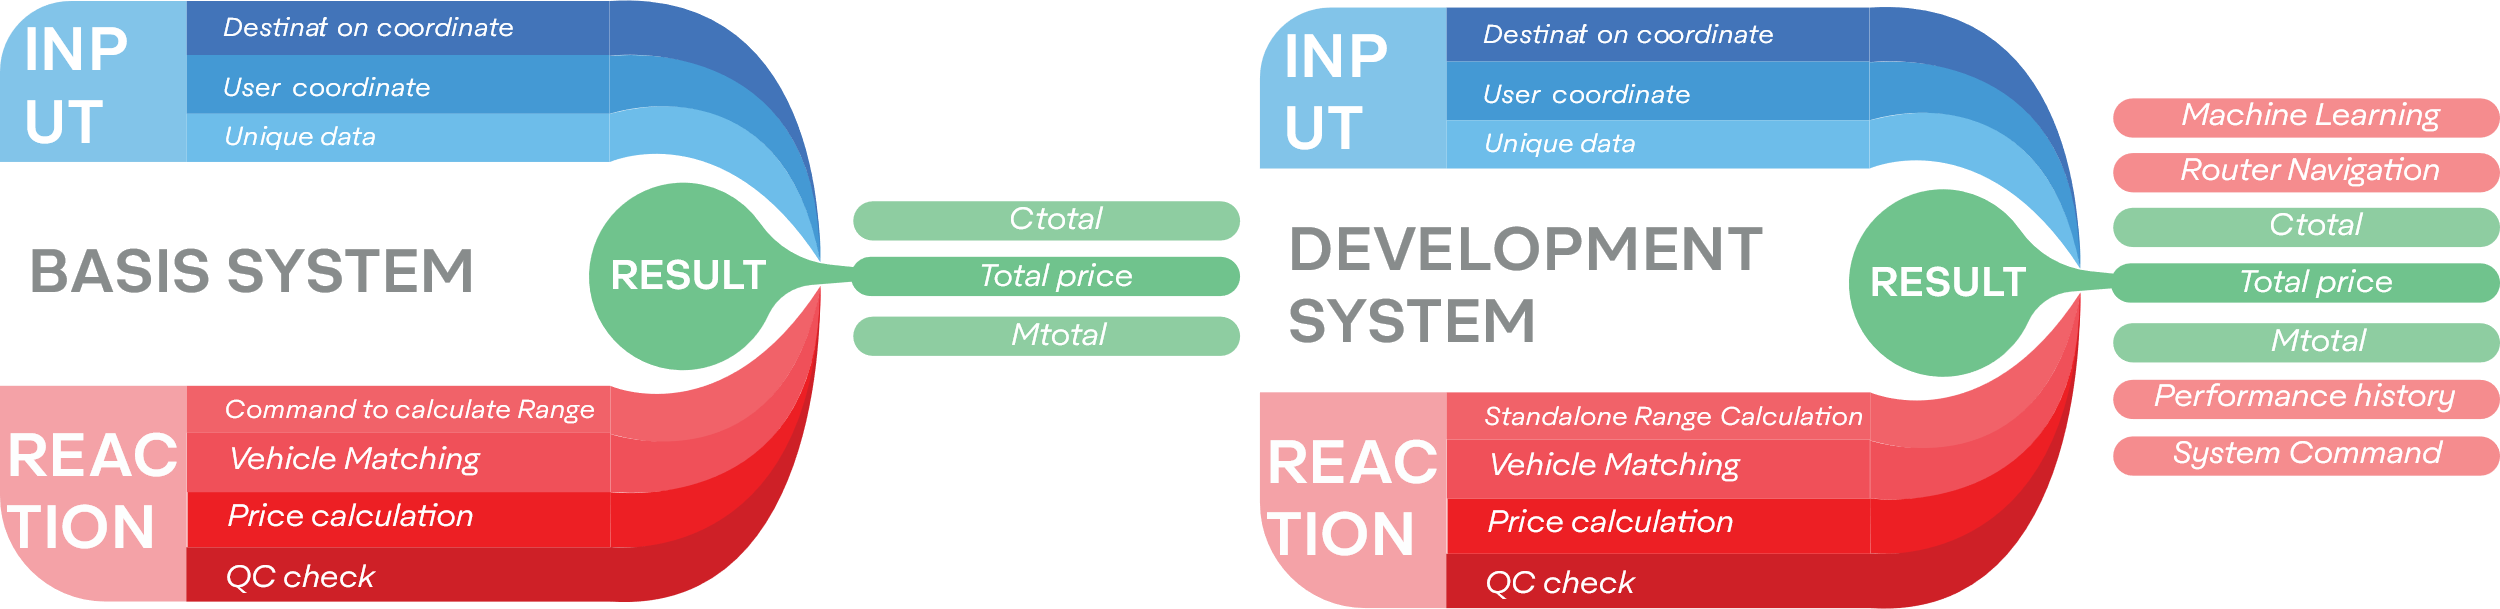 INP
UT
Destinat on coordinate
User coordinate
Unique data
BASIS SYSTEM
RESULT
Ctotal
Total price
Mtotal
REAC
TION
Command to calculate Range
Vehicle Matching
Price calculation
QC check
INP
UT
Destinat on coordinate
User coordinate
Unique data
DEVELOPMENT
SYSTEM
RESULT
Machine Learning
Router Navigation
Ctotal
Total price
Mtotal
Performance history
System Command
REAC
TION
Standalone Range Calculation
Vehicle Matching
Price calculation
QC check